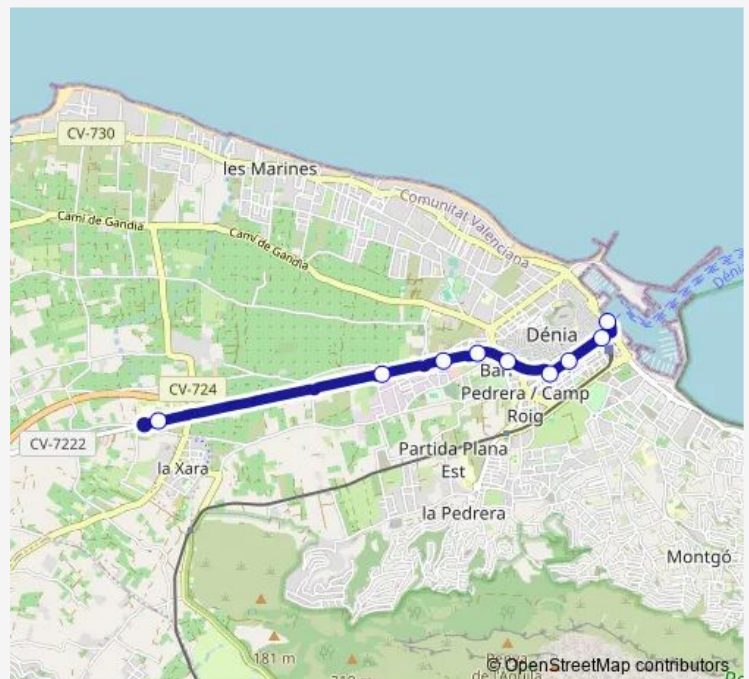 CV-730
les Marines
Camí de Gandia
Comunitat Valenciana
Camí de Gandia
Dénia
Dénia
CV-724
Pedrera / Camp
Roig
CV-7222
Partida Plana
Est
la Xara
la Pedrera
Montgó
181 m
© OpenStreetMap contributors